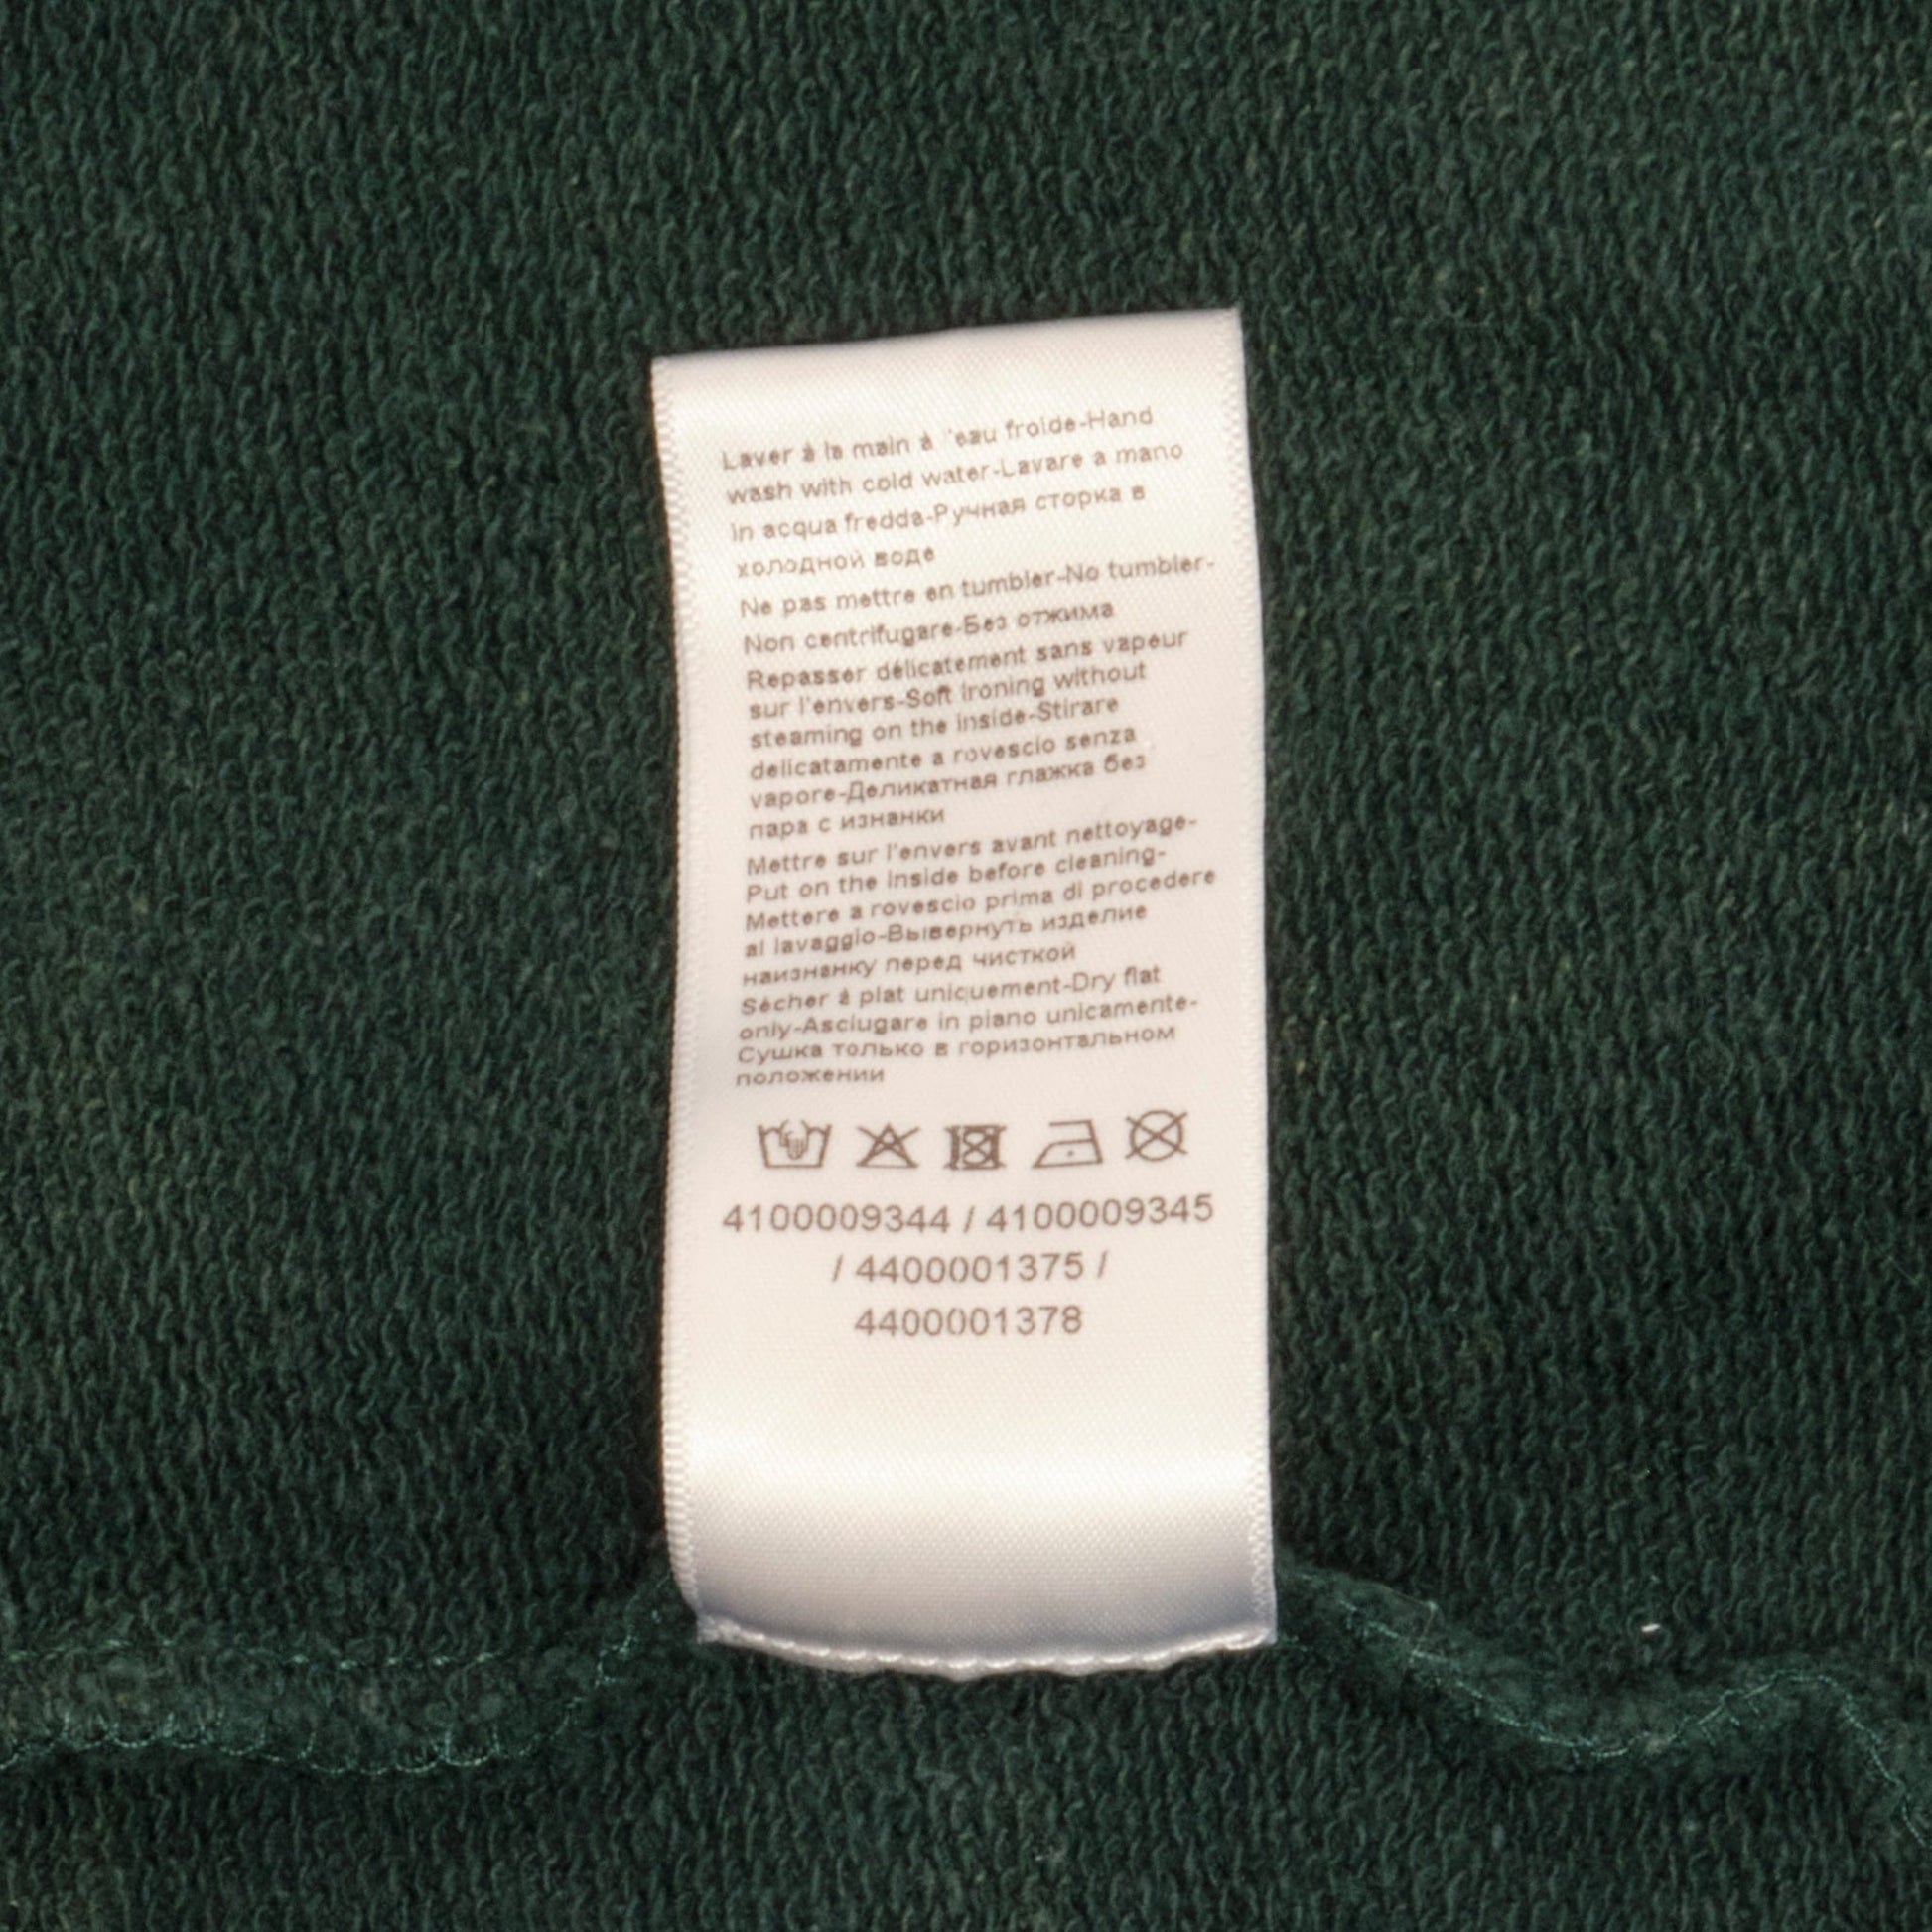 Laver à la main à l'eau froide-Hand
wash with cold water-Lavare a mano
in acqua fredda-Ручная сторка в
холодной воде
Ne pas mettre en tumbler-No tumbler-
Non centrifugare-Без отжима
Repasser délicatement sans vapeur
sur l'envers-Soft ironing without
steaming on the inside-Stirare
delicatamente a rovescio senza
vapore-Деликатная глажка без
пара с изнанки
Mettre sur l'envers avant nettoyage-
Put on the inside before cleaning-
Mettere a rovescio prima di procedere
al lavaggio-Вывернуть изделие
наизнанку перед чисткой
Sécher à plat uniquement-Dry flat
only-Asciugare in piano unicamente-
Сушка только в горизонтальном
положении
4100009344 / 4100009345
/ 4400001375 /
4400001378